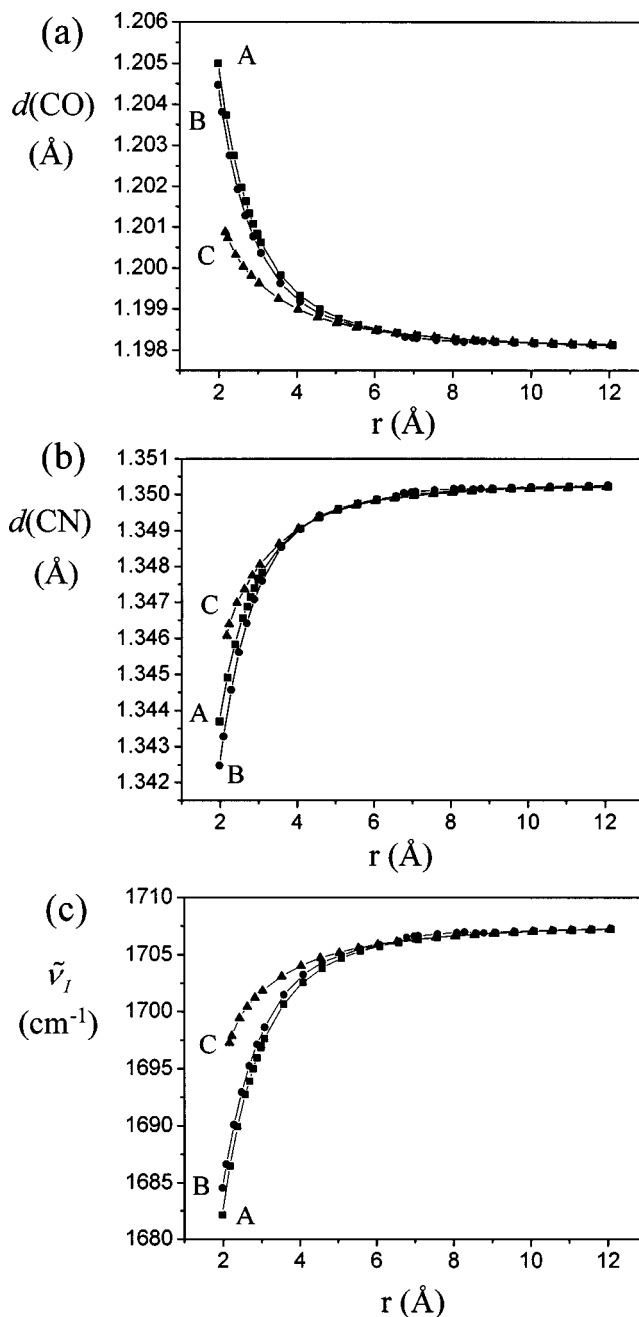 (a)
d(CO)
(Å)
1.206
1.205
1.204
1.203
1.202
1.201
1.200
1.199
1.198
A
B
C
2 4 6 8 10 12
r (Å)
(b)
d(CN)
(Å)
1.351
1.350
1.349
1.348
1.347
1.346
1.345
1.344
1.343
1.342
C
A
B
2 4 6 8 10 12
r (Å)
(c)
ν̃I
(cm-1)
1710
1705
1700
1695
1690
1685
1680
C
B
A
2 4 6 8 10 12
r (Å)